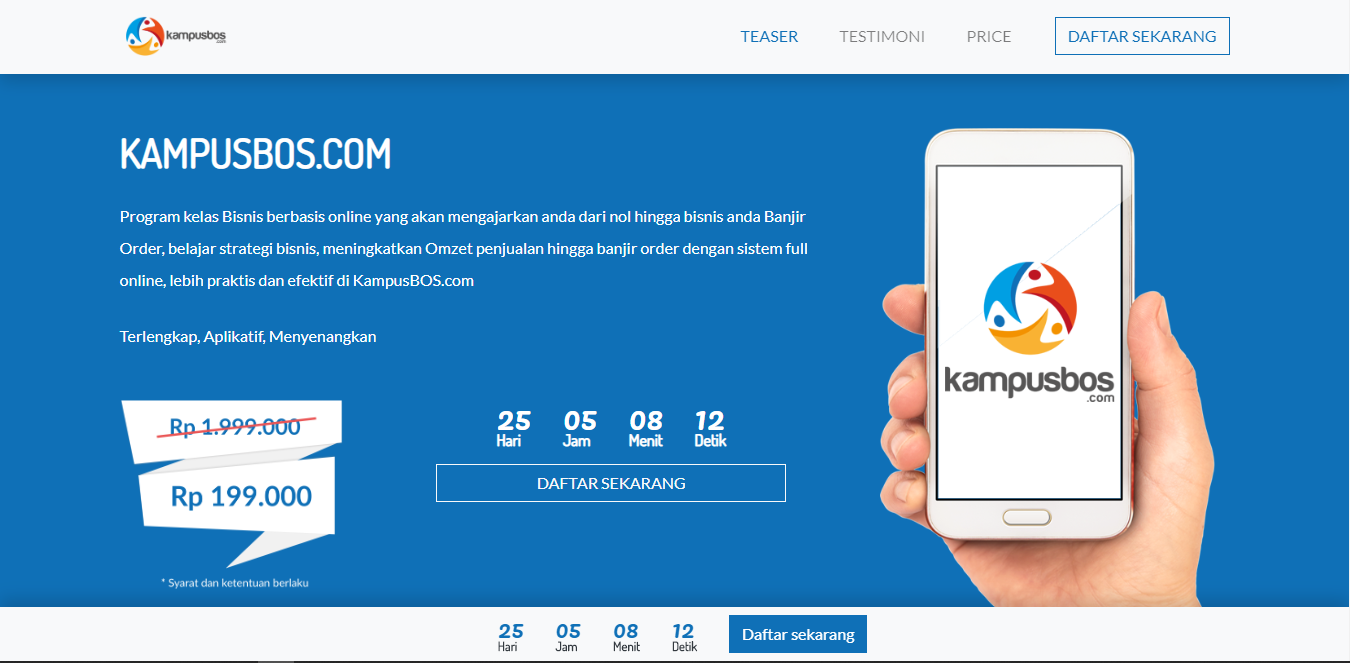 kampusbos
.com
TEASER
TESTIMONI
PRICE
DAFTAR SEKARANG
KAMPUSBOS.COM
Program kelas Bisnis berbasis online yang akan mengajarkan anda dari nol hingga bisnis anda Banjir
Order, belajar strategi bisnis, meningkatkan Omzet penjualan hingga banjir order dengan sistem full
online, lebih praktis dan efektif di KampusBOS.com
Terlengkap, Aplikatif, Menyenangkan
Rp 1.999.000
Rp 199.000
* Syarat dan ketentuan berlaku
25 05 08 12
Hari Jam Menit Detik
DAFTAR SEKARANG
kampusbos
.com
25 05 08 12
Hari Jam Menit Detik
Daftar sekarang